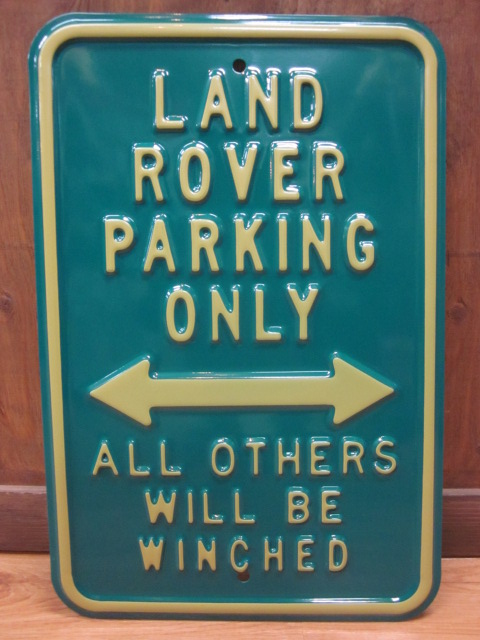 LAND
ROVER
PARKING
ONLY
ALL OTHERS
WILL BE
WINCHED